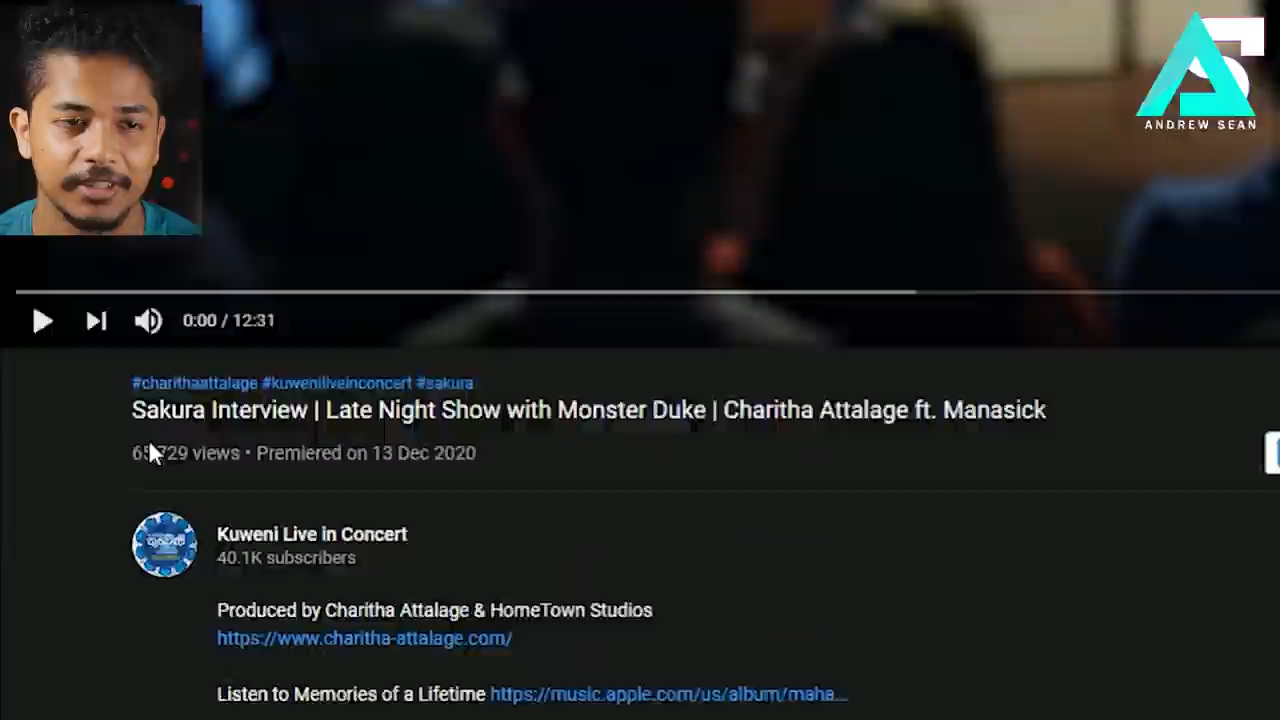 ANDREW SEAN
0:00 / 12:31
#charithaattalage #kuweniliveinconcert #sakura
Sakura Interview | Late Night Show with Monster Duke | Charitha Attalage ft. Manasick
views • Premiered on 13 Dec 2020
Kuweni Live in Concert
40.1K subscribers
Produced by Charitha Attalage & HomeTown Studios
https://www.charitha-attalage.com/
Listen to Memories of a Lifetime https://music.apple.com/us/album/maha...